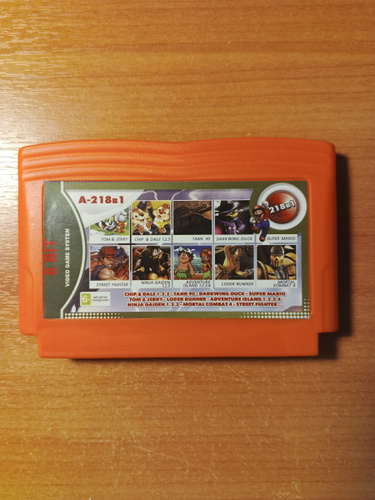 A-218в1
218в1
TOM & JERRY
CHIP & DALE 1,2,3
TANK 90
DARKWING DUCK
SUPER MARIO
STREET FIGHTER
NINJA GAIDEN 1,2,3
ADVENTURE ISLAND 1,2,3,4
LODER RUNNER
MORTAL KOMBAT 4
8 BIT
VIDEO GAME SYSTEM
6+
CHIP & DALE 1,2,3 - TANK 90 - DARKWING DUCK - SUPER MARIO
TOM & JERRY - LODER RUNNER - ADVENTURE ISLAND 1,2,3,4
NINJA GAIDEN 1,2,3 - MORTAL COMBAT 4 - STREET FIGHTER